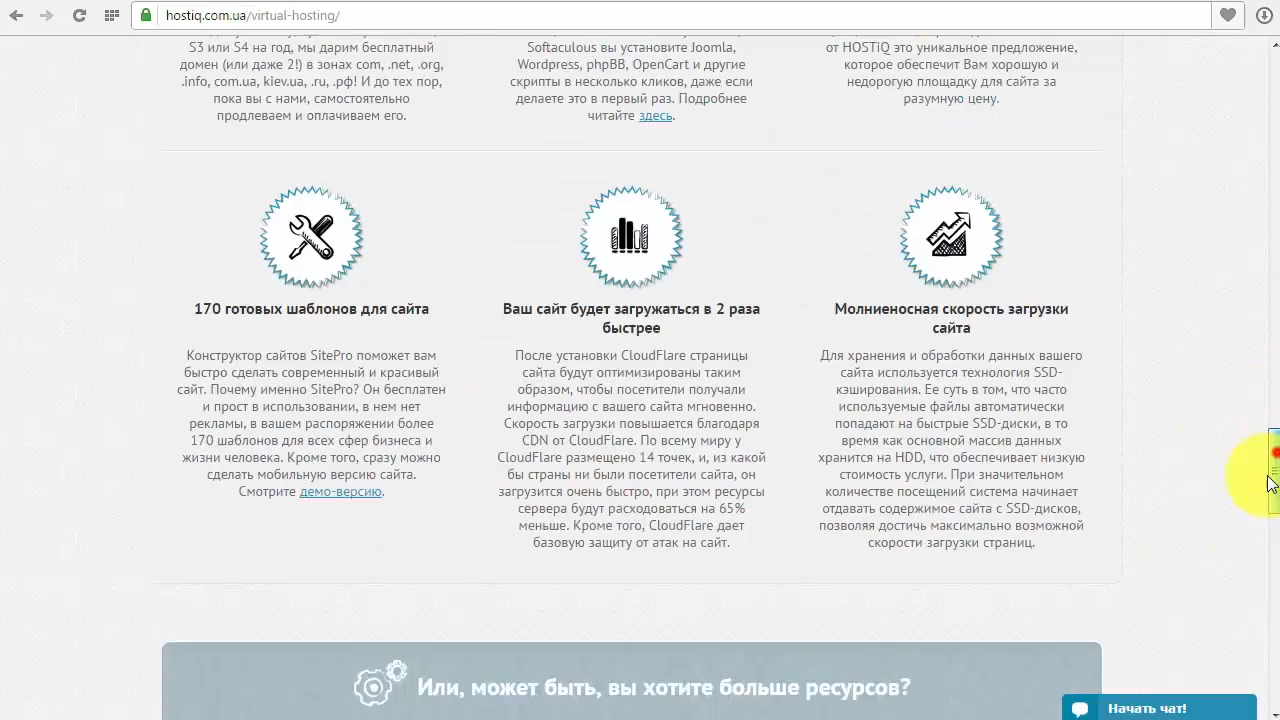 hostiq.com.ua/virtual-hosting/
S3 или S4 на год, мы дарим бесплатный
домен (или даже 2!) в зонах com, .net, .org,
.info, com.ua, kiev.ua, .ru, .рф! И до тех пор,
пока вы с нами, самостоятельно
продлеваем и оплачиваем его.
Softaculous вы установите Joomla,
Wordpress, phpBB, OpenCart и другие
скрипты в несколько кликов, даже если
делаете это в первый раз. Подробнее
читайте здесь.
от HOSTiQ это уникальное предложение,
которое обеспечит Вам хорошую и
недорогую площадку для сайта за
разумную цену.
170 готовых шаблонов для сайта
Конструктор сайтов SitePro поможет вам
быстро сделать современный и красивый
сайт. Почему именно SitePro? Он бесплатен
и прост в использовании, в нем нет
рекламы, в вашем распоряжении более
170 шаблонов для всех сфер бизнеса и
жизни человека. Кроме того, сразу можно
сделать мобильную версию сайта.
Смотрите демо-версию.
Ваш сайт будет загружаться в 2 раза
быстрее
После установки CloudFlare страницы
сайта будут оптимизированы таким
образом, чтобы посетители получали
информацию с вашего сайта мгновенно.
Скорость загрузки повышается благодаря
CDN от CloudFlare. По всему миру у
CloudFlare размещено 14 точек, и, из какой
бы страны ни были посетители сайта, он
загрузится очень быстро, при этом ресурсы
сервера будут расходоваться на 65%
меньше. Кроме того, CloudFlare дает
базовую защиту от атак на сайт.
Молниеносная скорость загрузки
сайта
Для хранения и обработки данных вашего
сайта используется технология SSD-
кэширования. Ее суть в том, что часто
используемые файлы автоматически
попадают на быстрые SSD-диски, в то
время как основной массив данных
хранится на HDD, что обеспечивает низкую
стоимость услуги. При значительном
количестве посещений система начинает
отдавать содержимое сайта с SSD-дисков,
позволяя достичь максимально возможной
скорости загрузки страниц.
Или, может быть, вы хотите больше ресурсов?
Начать чат!